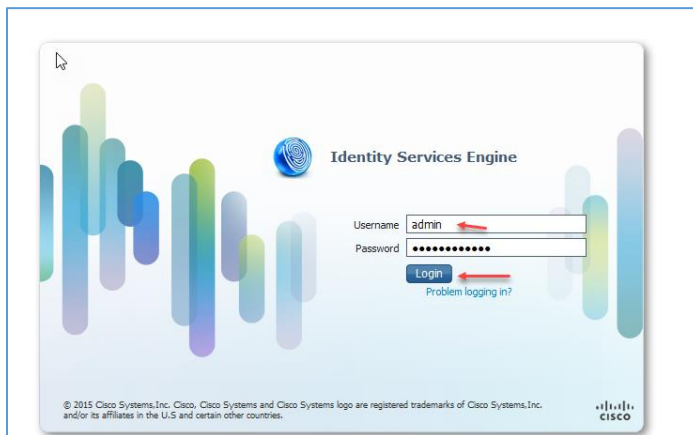 Identity Services Engine
Username admin
Password ●●●●●●●●●●●●
Login
Problem logging in?
© 2015 Cisco Systems,Inc. Cisco, Cisco Systems and Cisco Systems logo are registered trademarks of Cisco Systems,Inc.
and/or its affiliates in the U.S and certain other countries.
CISCO